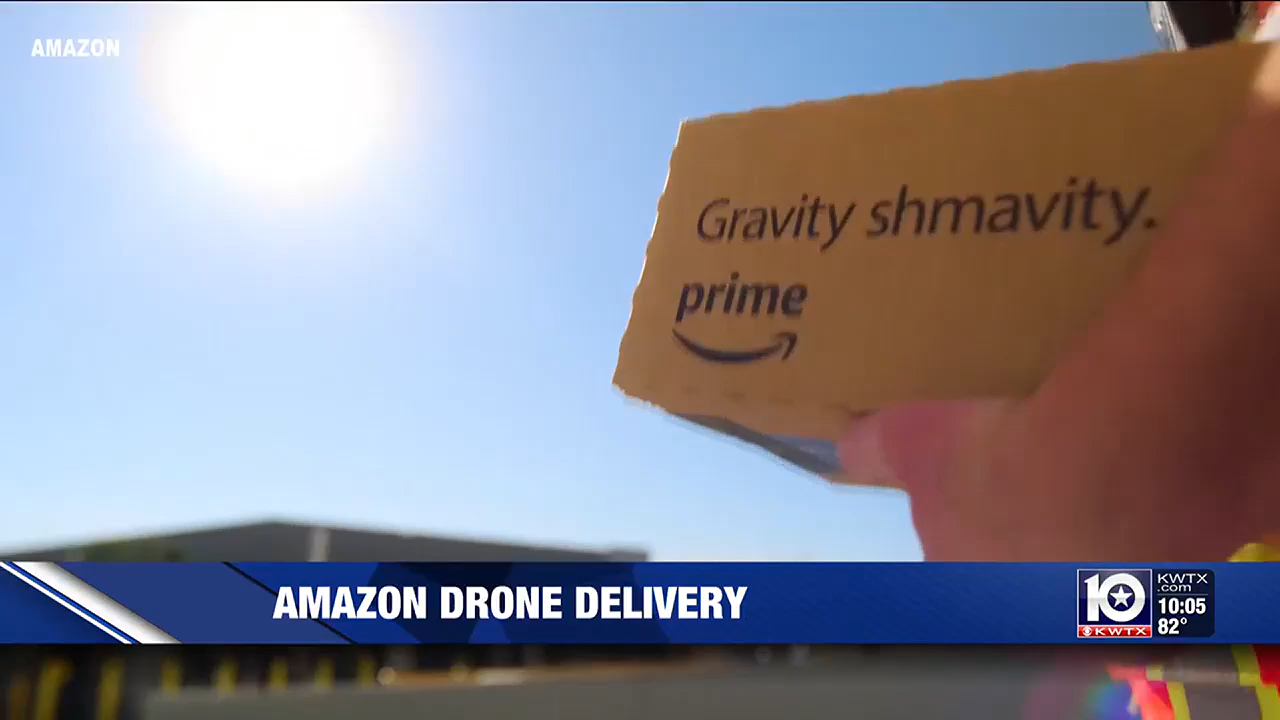 AMAZON
Gravity shmavity.
prime
AMAZON DRONE DELIVERY
10
KWTX
KWTX
.com
10:05
82°